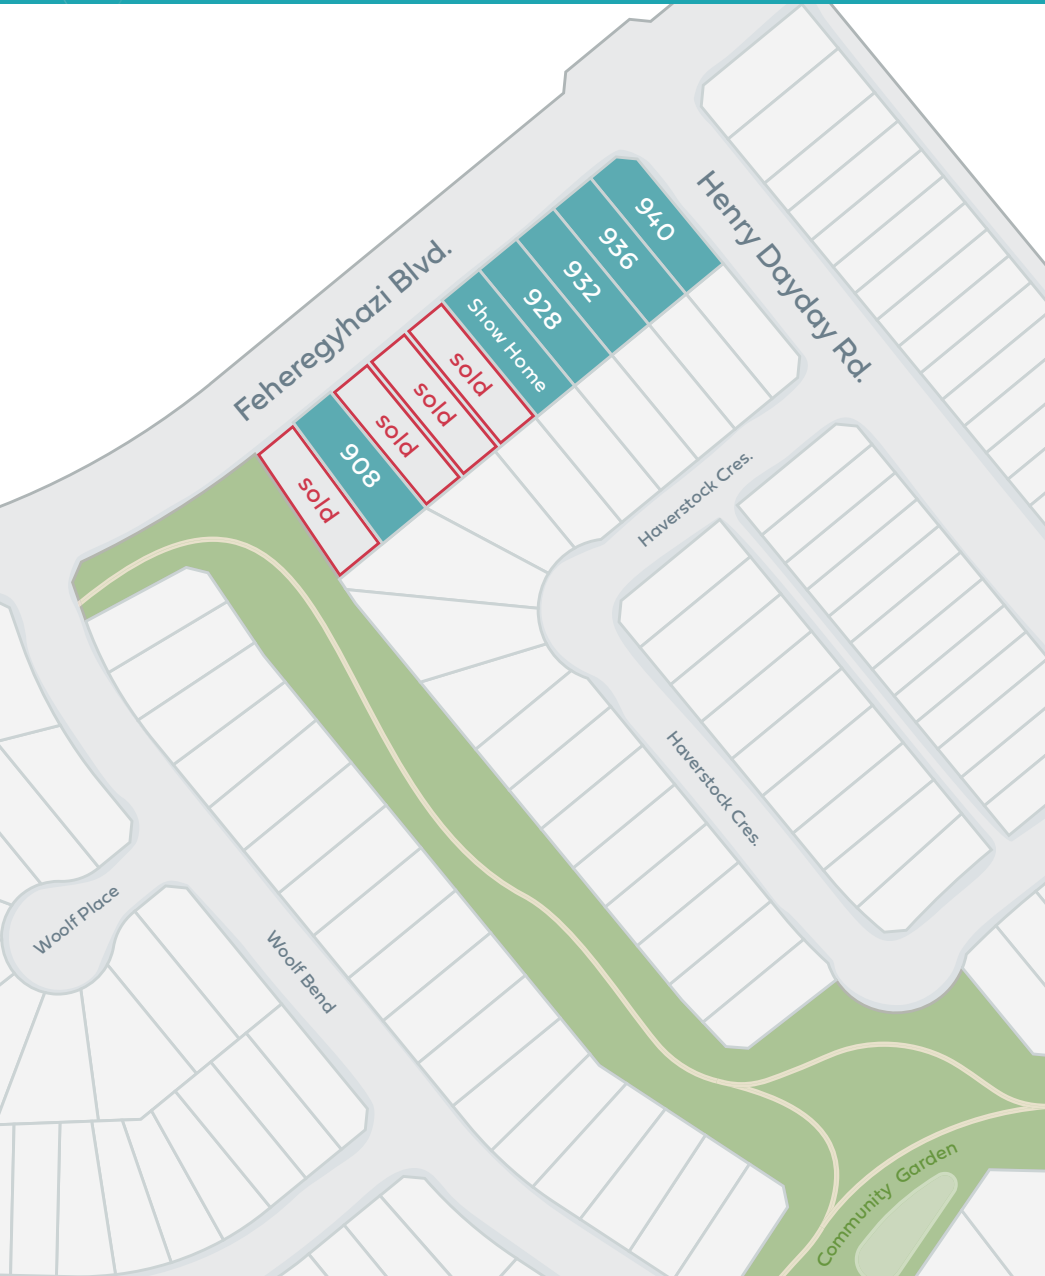 Henry Dayday Rd.
Feheregyhazi Blvd.
940
936
932
928
Show Home
sold
sold
sold
908
sold
Haverstock Cres.
Haverstock Cres.
Woolf Place
Woolf Bend
Community Garden